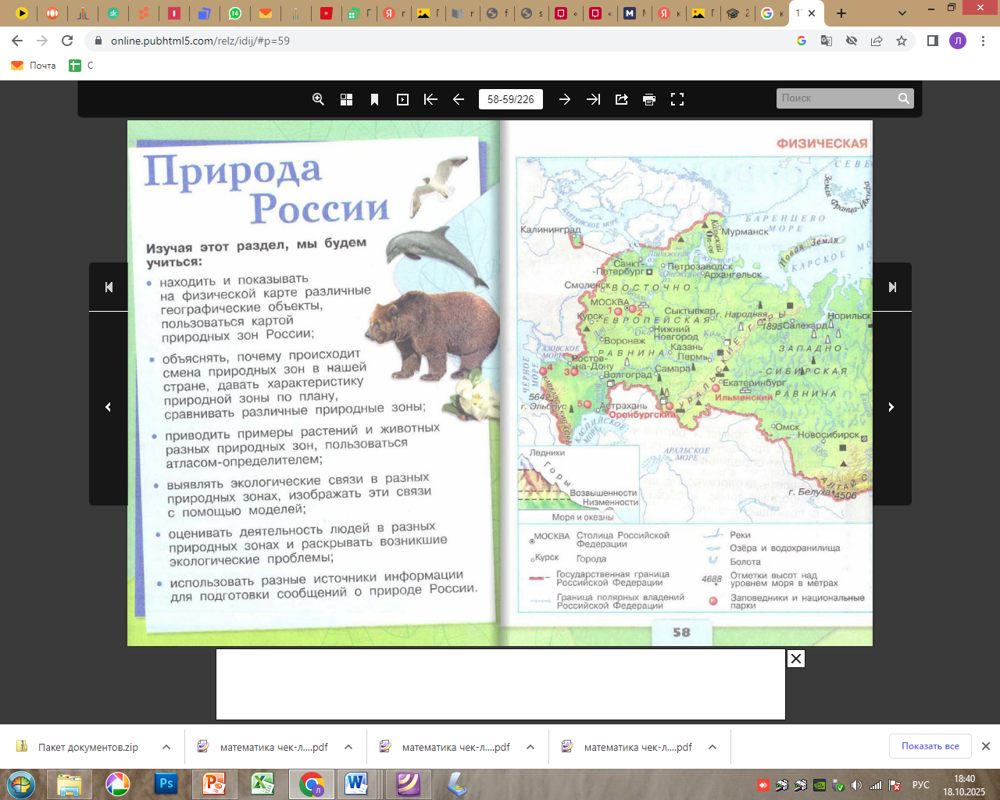 online.pubhtml5.com/relz/idij/#p=59
Л
Почта
С
58-59/226
Поиск
Природа
России
Изучая этот раздел, мы будем
учиться:
• находить и показывать
на физической карте различные
географические объекты,
пользоваться картой
природных зон России;
• объяснять, почему происходит
смена природных зон в нашей
стране, давать характеристику
природной зоны по плану,
сравнивать различные природные зоны;
• приводить примеры растений и животных
разных природных зон, пользоваться
атласом-определителем;
• выявлять экологические связи в разных
природных зонах, изображать эти связи
с помощью моделей;
• оценивать деятельность людей в разных
природных зонах и раскрывать возникшие
экологические проблемы;
• использовать разные источники информации
для подготовки сообщений о природе России.
ФИЗИЧЕСКАЯ
СЕВЕ
БАРЕНЦЕВО
МОРЕ
Новая Земля
КАРСКОЕ МО
БАЛТИЙСКОЕ МОРЕ
Калининград
Мурманск
Кольский
п-ов
Санкт-
-Петербург
Петрозаводск
Архангельск
Смоленск
ВОСТОЧНО-
МОСКВА
1
2
Сыктывкар
г. Народная
1895
Салехард
Норильск
Курск
-ЕВРОПЕЙСКАЯ
Нижний
Новгород
Воронеж
РАВНИНА
Казань
Пермь
УРАЛЬСКИЕ ГОРЫ
ЗАПАДНО-
-СИБИРСКАЯ
РАВНИНА
АЗОВСКОЕ
МОРЕ
ЧЕРНОЕ
МОРЕ
4
3
Ростов-
-на-Дону
Волгоград
Самара
Екатеринбург
Ильменский
5642
г. Эльбрус
5
Астрахань
Оренбургский
КАСПИЙСКОЕ
МОРЕ
АРАЛЬСКОЕ
МОРЕ
Омск
Новосибирск
АЛТАЙ
г. Белуха
4506
Ледники
Горы
Возвышенности
Низменности
Моря и океаны
МОСКВА Столица Российской
Федерации
Курск Города
Государственная граница
Российской Федерации
Граница полярных владений
Российской Федерации
Реки
Озёра и водохранилища
Болота
4688 Отметки высот над
уровнем моря в метрах
Заповедники и национальные
парки
58
Пакет документов.zip
математика чек-л....pdf
математика чек-л....pdf
математика чек-л....pdf
Показать все
РУС
18:40
18.10.2025